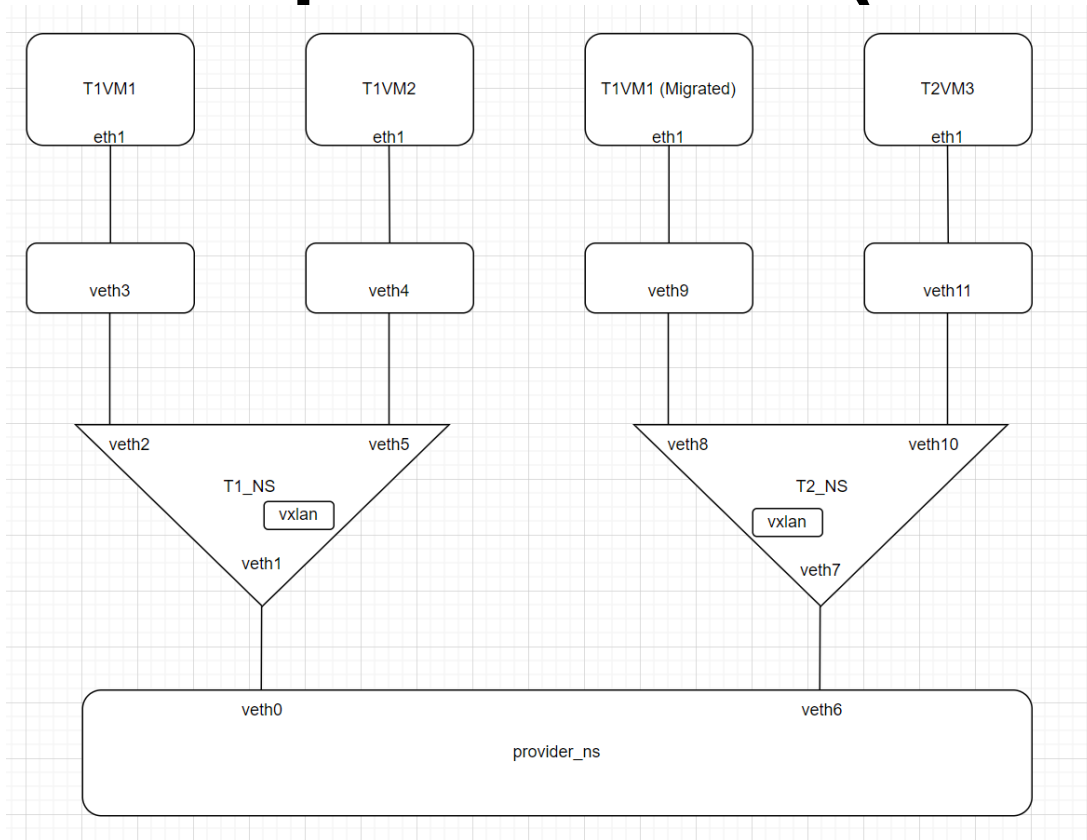 T1VM1
eth1
T1VM2
eth1
T1VM1 (Migrated)
eth1
T2VM3
eth1
veth3
veth4
veth9
veth11
veth2
veth5
T1_NS
vxlan
veth1
veth8
veth10
T2_NS
vxlan
veth7
veth0
veth6
provider_ns